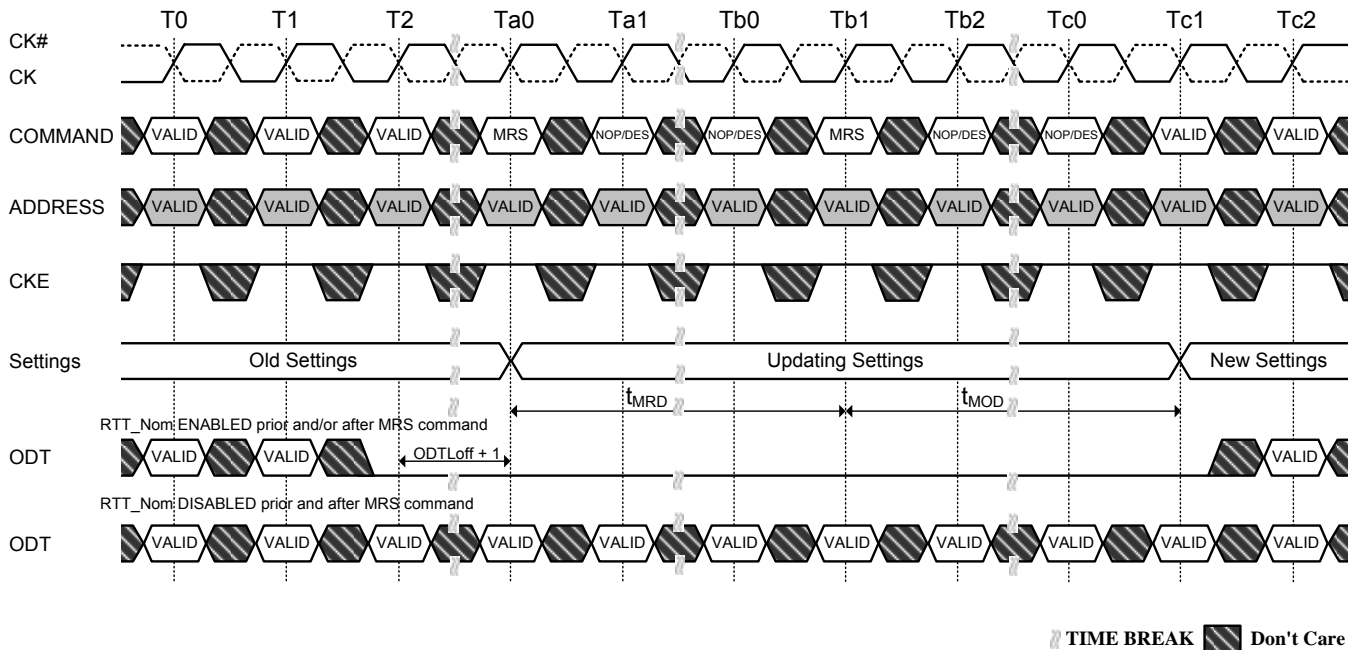 T0 T1 T2 Ta0 Ta1 Tb0 Tb1 Tb2 Tc0 Tc1 Tc2
CK#
CK
COMMAND VALID VALID VALID MRS NOP/DES NOP/DES MRS NOP/DES NOP/DES VALID VALID
ADDRESS VALID VALID VALID VALID VALID VALID VALID VALID VALID VALID VALID
CKE
Settings Old Settings Updating Settings New Settings
tMRD tMOD
RTT_Nom ENABLED prior and/or after MRS command
ODT VALID VALID ODTLoff + 1 VALID
RTT_Nom DISABLED prior and after MRS command
ODT VALID VALID VALID VALID VALID VALID VALID VALID VALID VALID VALID
TIME BREAK Don't Care